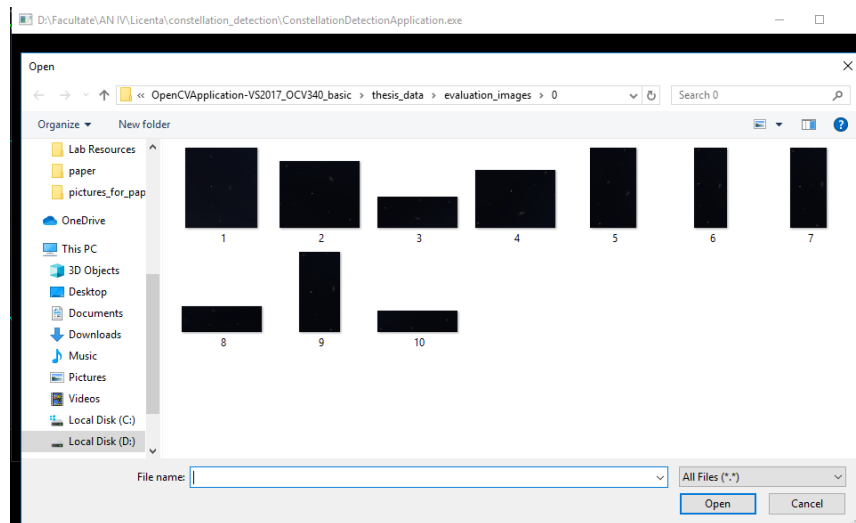 D:\Facultate\AN IV\Licenta\constellation_detection\ConstellationDetectionApplication.exe
Open
« OpenCVApplication-VS2017_OCV340_basic > thesis_data > evaluation_images > 0
Search 0
Organize
New folder
Lab Resources
paper
pictures_for_pap
OneDrive
This PC
3D Objects
Desktop
Documents
Downloads
Music
Pictures
Videos
Local Disk (C:)
Local Disk (D:)
1 2 3 4 5 6 7
8 9 10
File name:
All Files (*.*)
Open
Cancel